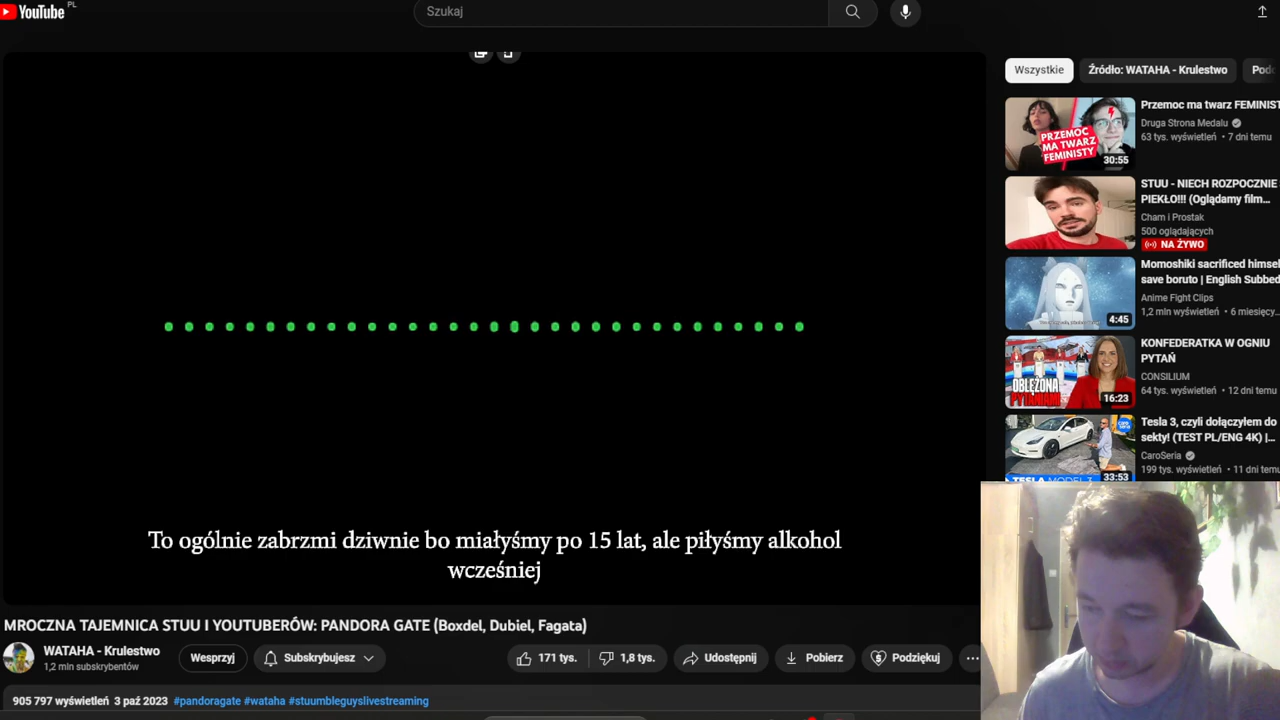 YouTube PL
Szukaj
Wszystkie
Źródło: WATAHA - Krulestwo
Przemoc ma twarz FEMINIST
Druga Strona Medalu
63 tys. wyświetleń • 7 dni temu
PRZEMOC
MA TWARZ
FEMINISTY
30:55
STUU - NIECH ROZPOCZNIE
PIEKŁO!!! (Oglądamy film...
Cham i Prostak
500 oglądających
NA ŻYWO
Momoshiki sacrificed himsel
save boruto | English Subbed
Anime Fight Clips
1,2 mln wyświetleń • 6 miesięcy...
4:45
KONFEDERATKA W OGNIU
PYTAŃ
CONSILIUM
64 tys. wyświetleń • 12 dni temu
OBLĘŻONA
PYTANIAMI
16:23
Tesla 3, czyli dołączyłem do
sekty! (TEST PL/ENG 4K) |...
CaroSeria
199 tys. wyświetleń • 11 dni temu
TESLA MODEL 3
33:53
To ogólnie zabrzmi dziwnie bo miałyśmy po 15 lat, ale piłyśmy alkohol
wcześniej
MROCZNA TAJEMNICA STUU I YOUTUBERÓW: PANDORA GATE (Boxdel, Dubiel, Fagata)
WATAHA - Krulestwo
1,2 mln subskrybentów
Wesprzyj
Subskrybujesz
171 tys.
1,8 tys.
Udostępnij
Pobierz
Podziękuj
905 797 wyświetleń 3 paź 2023 #pandoragate #wataha #stuumbleguyslivestreaming